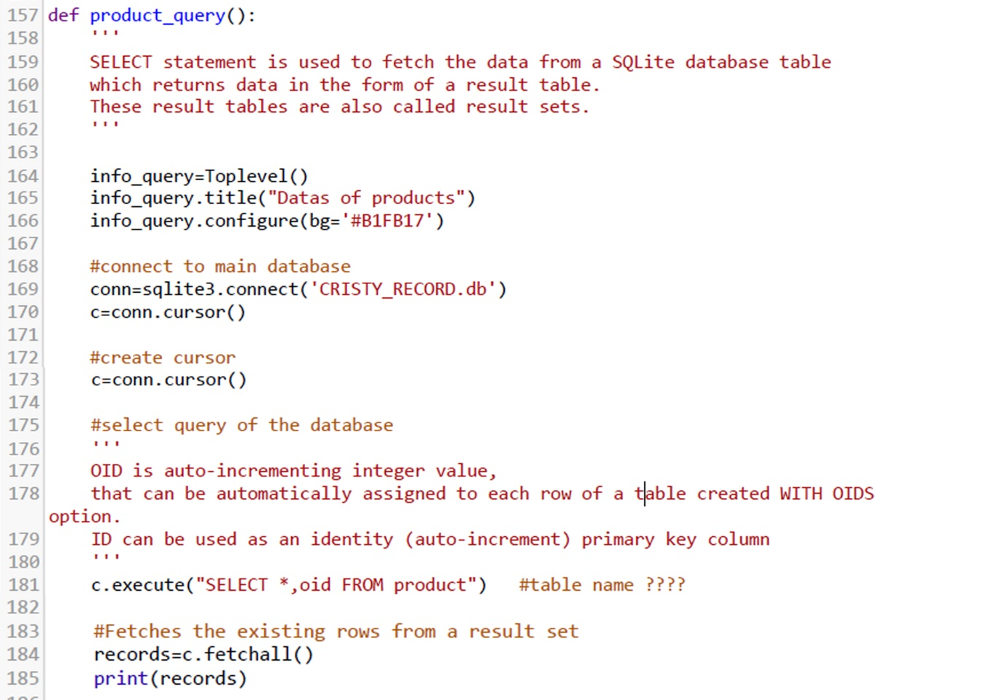 157 def product_query():
158     '''
159     SELECT statement is used to fetch the data from a SQLite database table
160     which returns data in the form of a result table.
161     These result tables are also called result sets.
162     '''
163
164     info_query=Toplevel()
165     info_query.title("Datas of products")
166     info_query.configure(bg='#B1FB17')
167
168     #connect to main database
169     conn=sqlite3.connect('CRISTY_RECORD.db')
170     c=conn.cursor()
171
172     #create cursor
173     c=conn.cursor()
174
175     #select query of the database
176     '''
177     OID is auto-incrementing integer value,
178     that can be automatically assigned to each row of a table created WITH OIDS
option.
179     ID can be used as an identity (auto-increment) primary key column
180     '''
181     c.execute("SELECT *,oid FROM product")   #table name ????
182
183     #Fetches the existing rows from a result set
184     records=c.fetchall()
185     print(records)